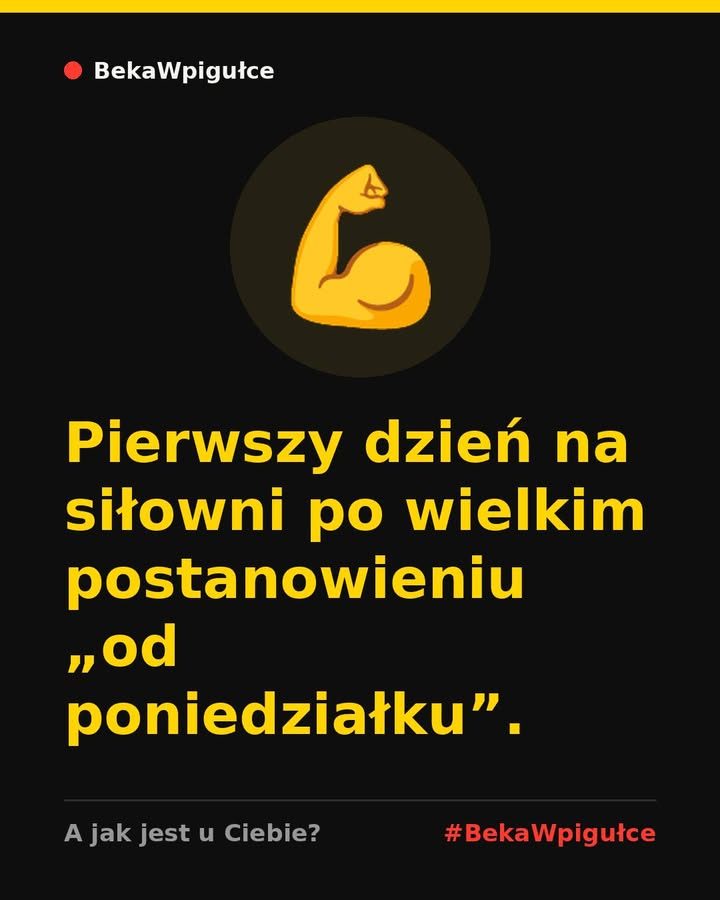 BekaWpigułce
Pierwszy dzień na
siłowni po wielkim
postanowieniu
„od
poniedziałku”.
A jak jest u Ciebie?
#BekaWpigułce